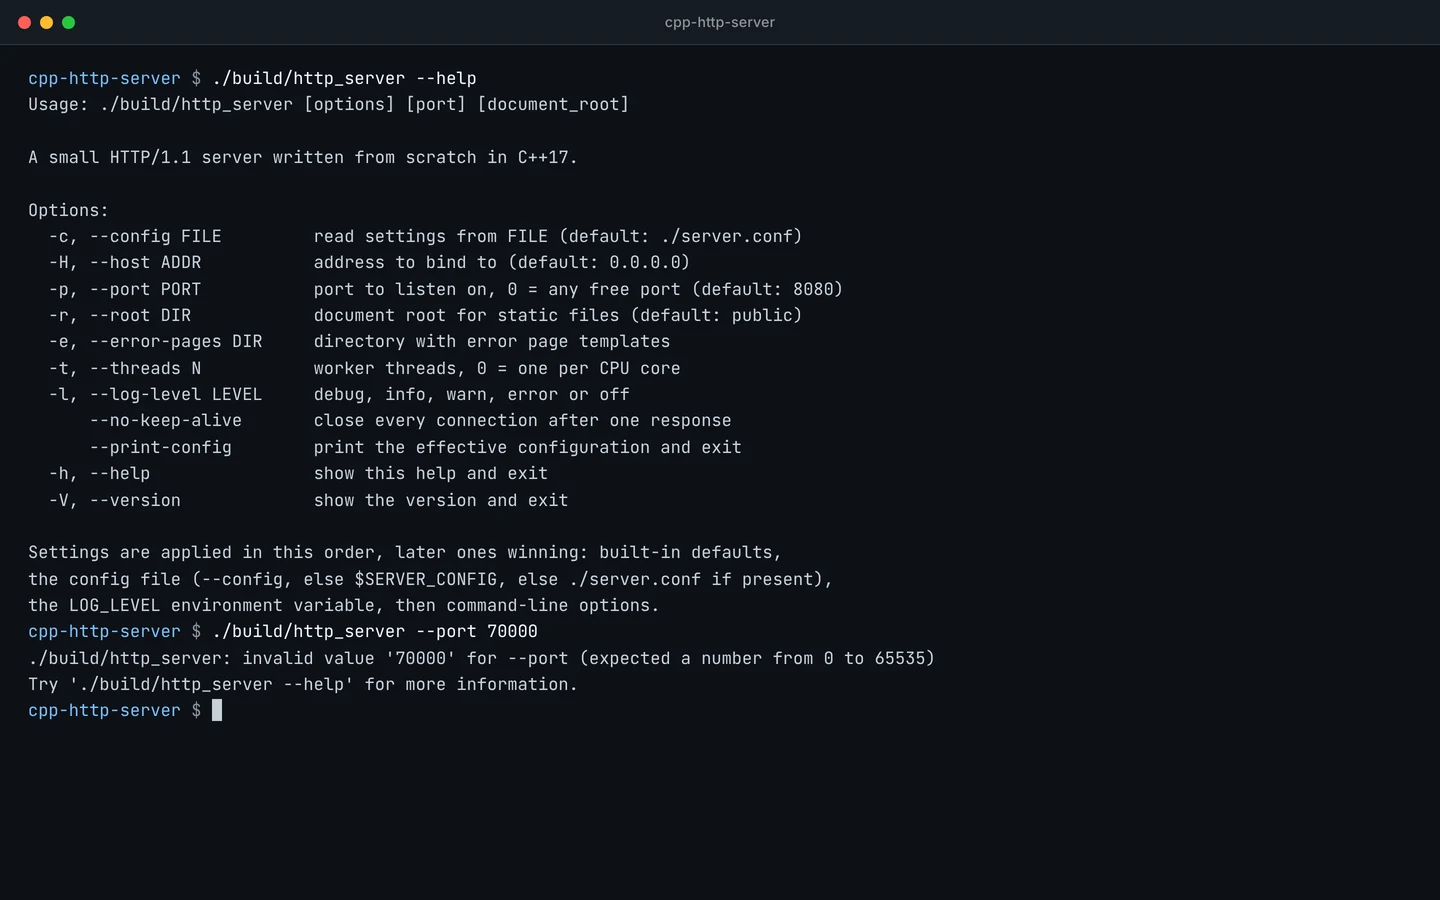 cpp-http-server
cpp-http-server $ ./build/http_server --help
Usage: ./build/http_server [options] [port] [document_root]

A small HTTP/1.1 server written from scratch in C++17.

Options:
  -c, --config FILE         read settings from FILE (default: ./server.conf)
  -H, --host ADDR           address to bind to (default: 0.0.0.0)
  -p, --port PORT           port to listen on, 0 = any free port (default: 8080)
  -r, --root DIR            document root for static files (default: public)
  -e, --error-pages DIR     directory with error page templates
  -t, --threads N           worker threads, 0 = one per CPU core
  -l, --log-level LEVEL     debug, info, warn, error or off
      --no-keep-alive       close every connection after one response
      --print-config        print the effective configuration and exit
  -h, --help                show this help and exit
  -V, --version             show the version and exit

Settings are applied in this order, later ones winning: built-in defaults,
the config file (--config, else $SERVER_CONFIG, else ./server.conf if present),
the LOG_LEVEL environment variable, then command-line options.
cpp-http-server $ ./build/http_server --port 70000
./build/http_server: invalid value '70000' for --port (expected a number from 0 to 65535)
Try './build/http_server --help' for more information.
cpp-http-server $